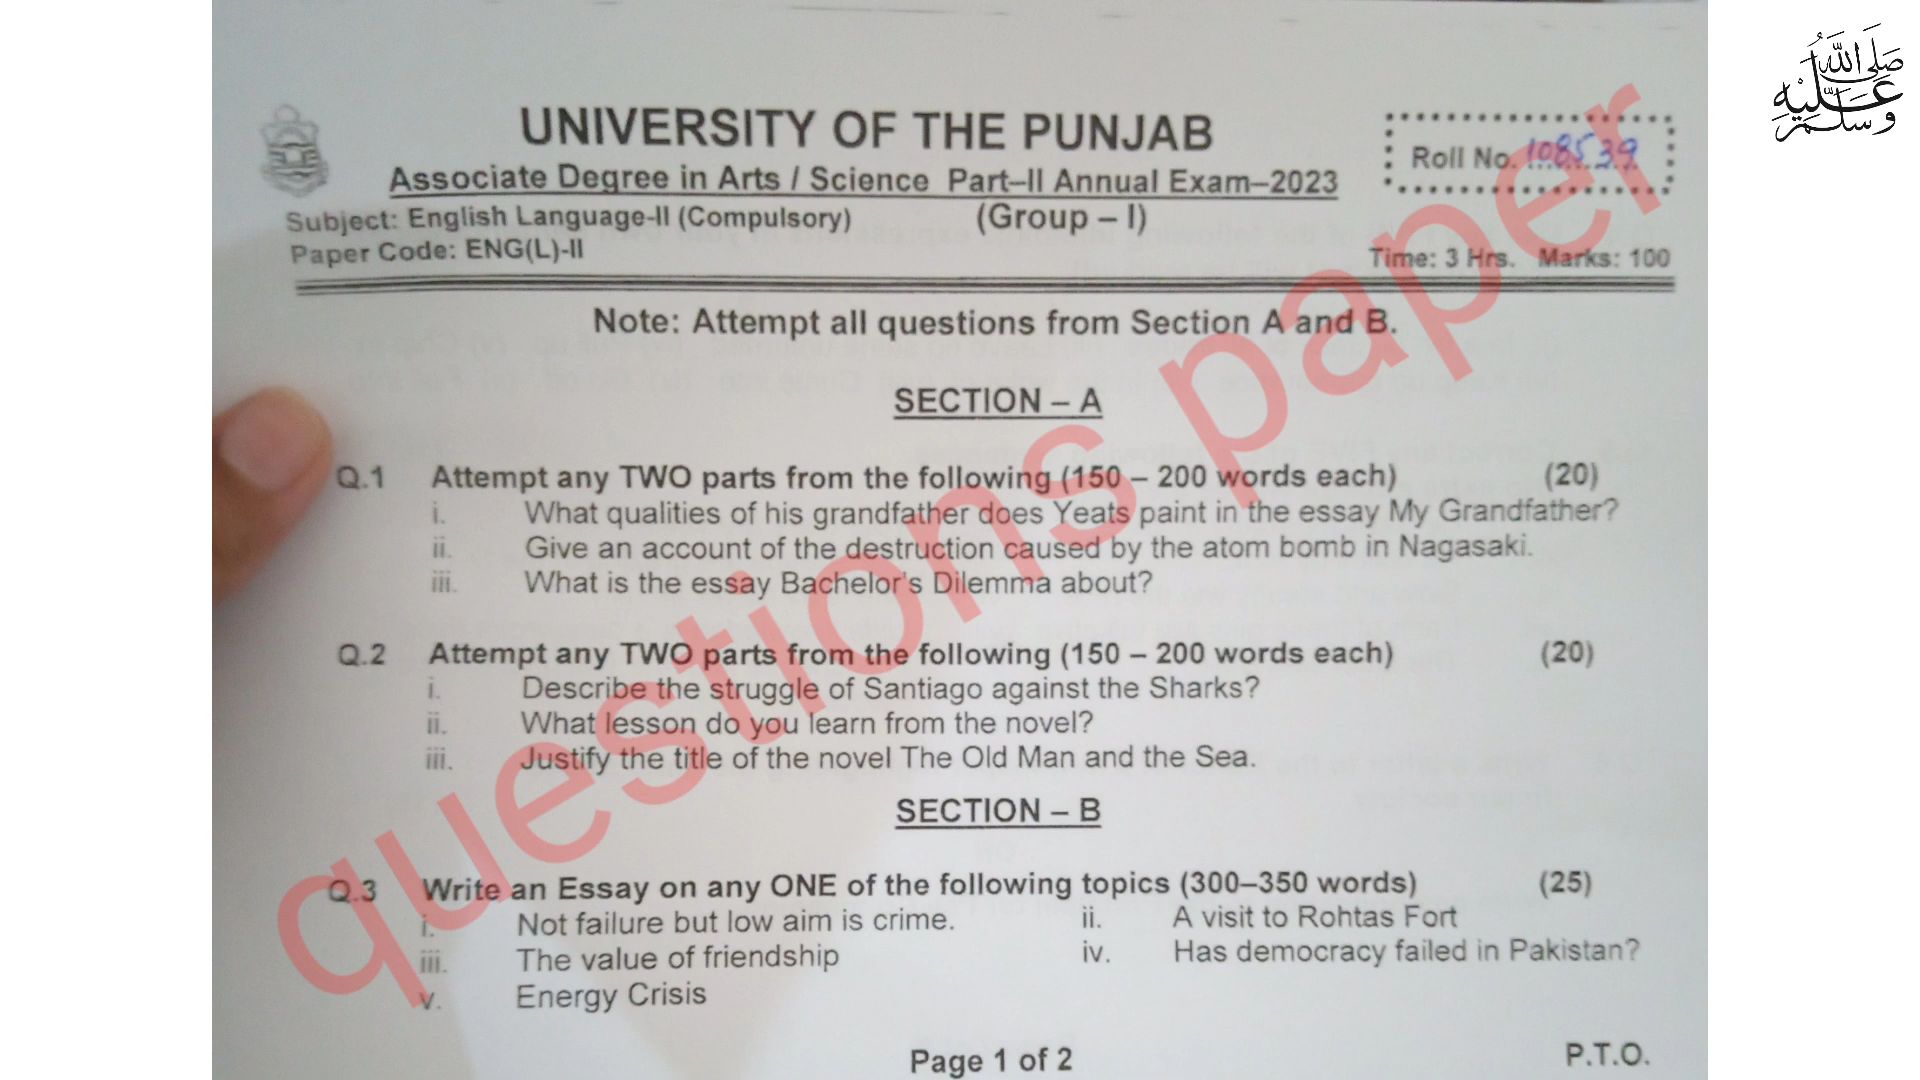 صلى الله عليه وسلم
UNIVERSITY OF THE PUNJAB
Associate Degree in Arts / Science Part–II Annual Exam–2023
Roll No. 108539
Subject: English Language-II (Compulsory) (Group – I)
Paper Code: ENG(L)-II
Time: 3 Hrs. Marks: 100
Note: Attempt all questions from Section A and B.
SECTION – A
Q.1 Attempt any TWO parts from the following (150 – 200 words each) (20)
i. What qualities of his grandfather does Yeats paint in the essay My Grandfather?
ii. Give an account of the destruction caused by the atom bomb in Nagasaki.
iii. What is the essay Bachelor's Dilemma about?
Q.2 Attempt any TWO parts from the following (150 – 200 words each) (20)
i. Describe the struggle of Santiago against the Sharks?
ii. What lesson do you learn from the novel?
iii. Justify the title of the novel The Old Man and the Sea.
SECTION – B
Q.3 Write an Essay on any ONE of the following topics (300–350 words) (25)
i. Not failure but low aim is crime. ii. A visit to Rohtas Fort
iii. The value of friendship iv. Has democracy failed in Pakistan?
v. Energy Crisis
Page 1 of 2
P.T.O.
questions paper